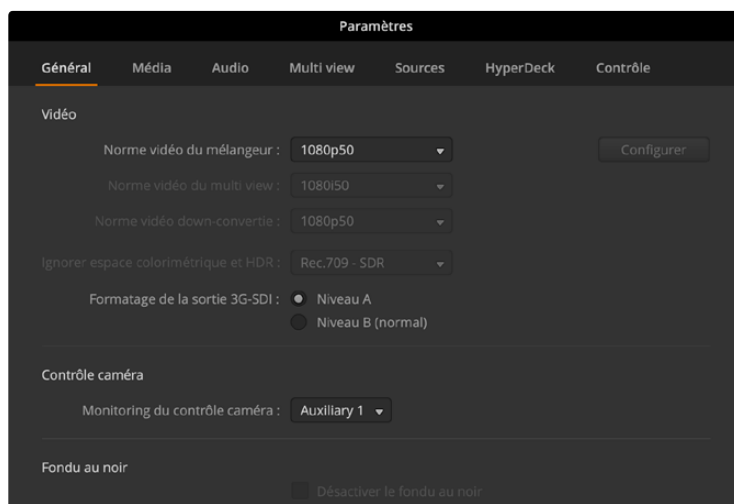 Paramètres
Général Média Audio Multi view Sources HyperDeck Contrôle
Vidéo
Norme vidéo du mélangeur : 1080p50 Configurer
Norme vidéo du multi view : 1080i50
Norme vidéo down-convertie : 1080p50
Ignorer espace colorimétrique et HDR : Rec.709 - SDR
Formatage de la sortie 3G-SDI : Niveau A
Niveau B (normal)
Contrôle caméra
Monitoring du contrôle caméra : Auxiliary 1
Fondu au noir
Désactiver le fondu au noir